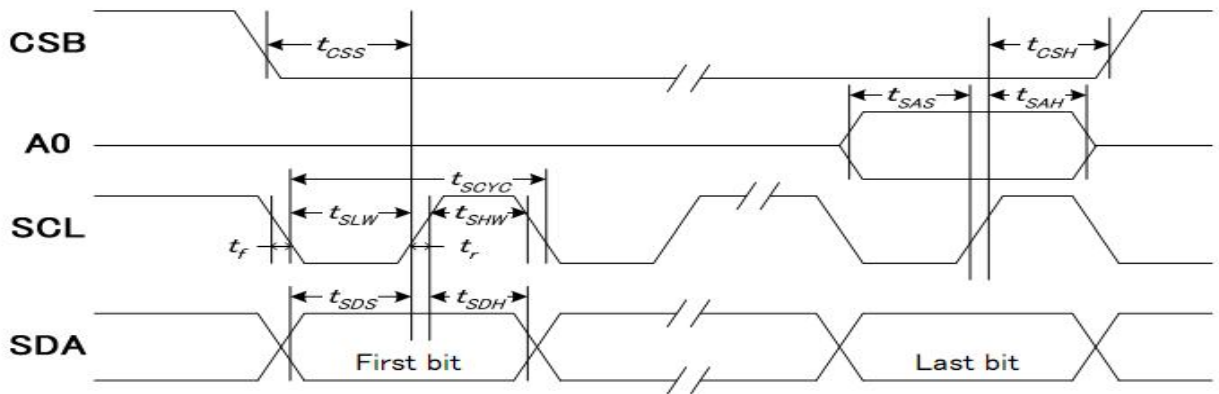 CSB
tCSS
tCSH
tSAS
tSAH
A0
tSCYC
SCL
tSLW
tSHW
tf
tr
tSDS
tSDH
SDA
First bit
Last bit